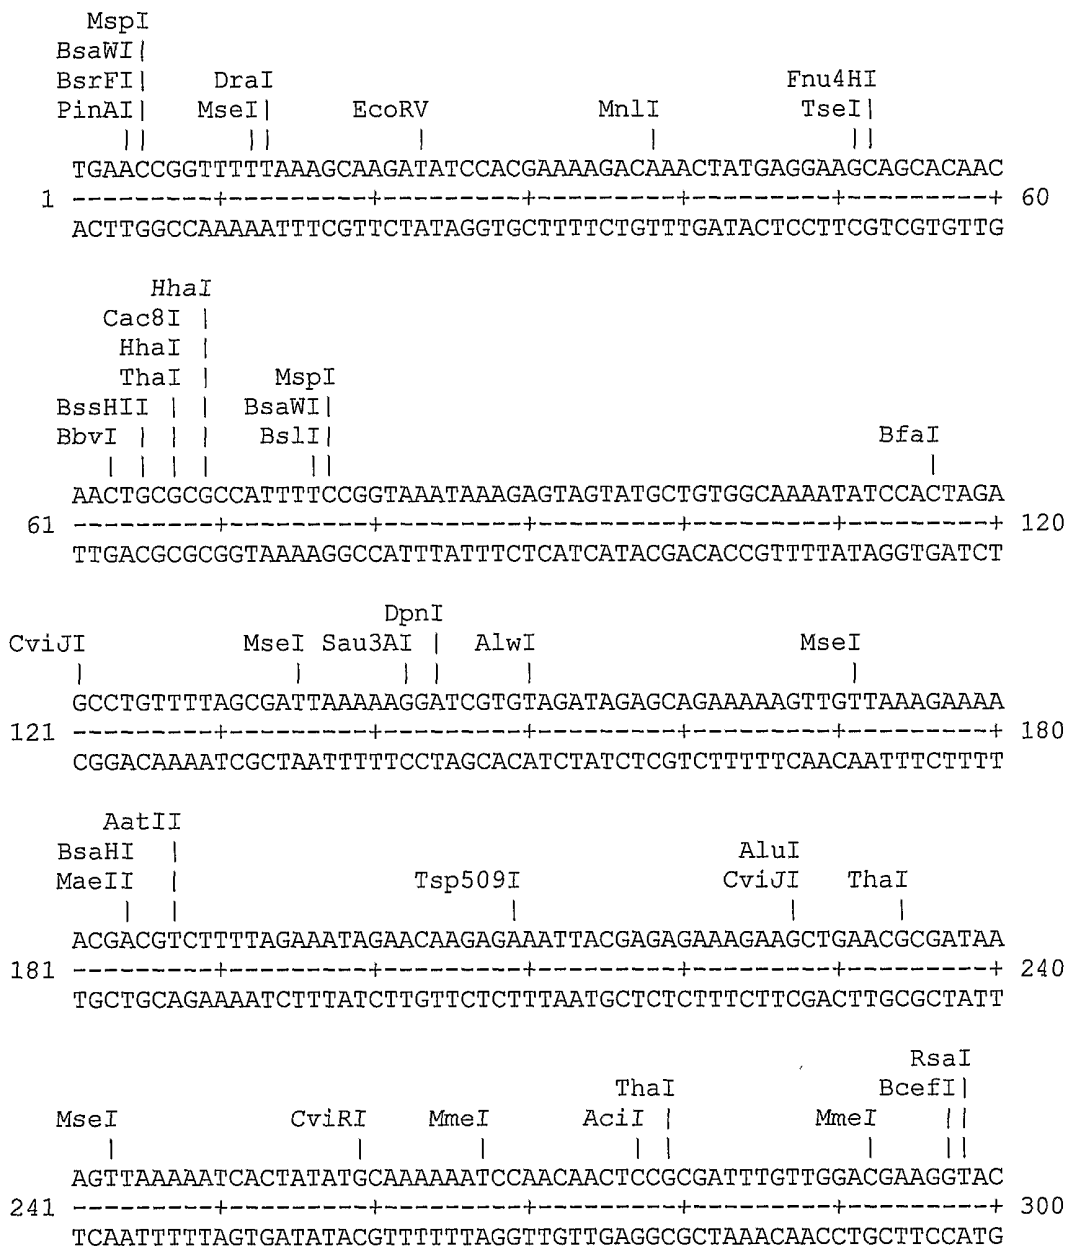 MspI
BsaWI|
BsrFI| DraI Fnu4HI
PinAI| MseI| EcoRV MnlI TseI|
|| || | | ||
TGAACCGGTTTTTAAAGCAAGATATCCACGAAAAGACAAACTATGAGGAAGCAGCACAAC
1 ---------+---------+---------+---------+---------+---------+ 60
ACTTGGCCAAAAATTTCGTTCTATAGGTGCTTTTCTGTTTGATACTCCTTCGTCGTGTTG
HhaI
Cac8I |
HhaI |
ThaI | MspI
BssHII | | BsaWI|
BbvI | | | BslI| BfaI
| | | | || |
AACTGCGCGCCATTTTCCGGTAAATAAAGAGTAGTATGCTGTGGCAAAATATCCACTAGA
61 ---------+---------+---------+---------+---------+---------+ 120
TTGACGCGCGGTAAAAGGCCATTTATTTCTCATCATACGACACCGTTTTATAGGTGATCT
DpnI
CviJI MseI Sau3AI | AlwI MseI
| | | | | |
GCCTGTTTTAGCGATTAAAAAGGATCGTGTAGATAGAGCAGAAAAAGTTGTTAAAGAAAA
121 ---------+---------+---------+---------+---------+---------+ 180
CGGACAAAATCGCTAATTTTTCCTAGCACATCTATCTCGTCTTTTTCAACAATTTCTTTT
AatII
BsaHI | AluI
MaeII | Tsp509I CviJI ThaI
| | | | |
ACGACGTCTTTTAGAAATAGAACAAGAGAAATTACGAGAGAAAGAAGCTGAACGCGATAA
181 ---------+---------+---------+---------+---------+---------+ 240
TGCTGCAGAAAATCTTTATCTTGTTCTCTTTAATGCTCTCTTTCTTCGACTTGCGCTATT
RsaI
ThaI BcefI|
MseI CviRI MmeI AciI | MmeI ||
| | | | | | ||
AGTTAAAAATCACTATATGCAAAAAATCCAACAACTCCGCGATTTGTTGGACGAAGGTAC
241 ---------+---------+---------+---------+---------+---------+ 300
TCAATTTTTAGTGATATACGTTTTTTAGGTTGTTGAGGCGCTAAACAACCTGCTTCCATG